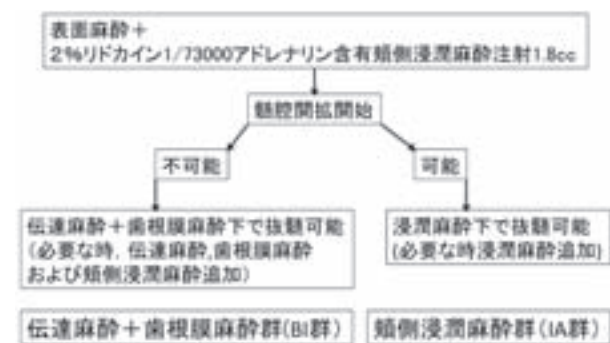 表面麻酔＋
2%リドカイン1/73000アドレナリン含有頬側浸潤麻酔注射1.8cc
髄腔開拡開始
不可能
可能
伝達麻酔＋歯根膜麻酔下で抜髄可能
（必要な時，伝達麻酔,歯根膜麻酔
および頬側浸潤麻酔追加）
浸潤麻酔下で抜髄可能
(必要な時浸潤麻酔追加)
伝達麻酔＋歯根膜麻酔群(BI群）
頬側浸潤麻酔群（IA群）